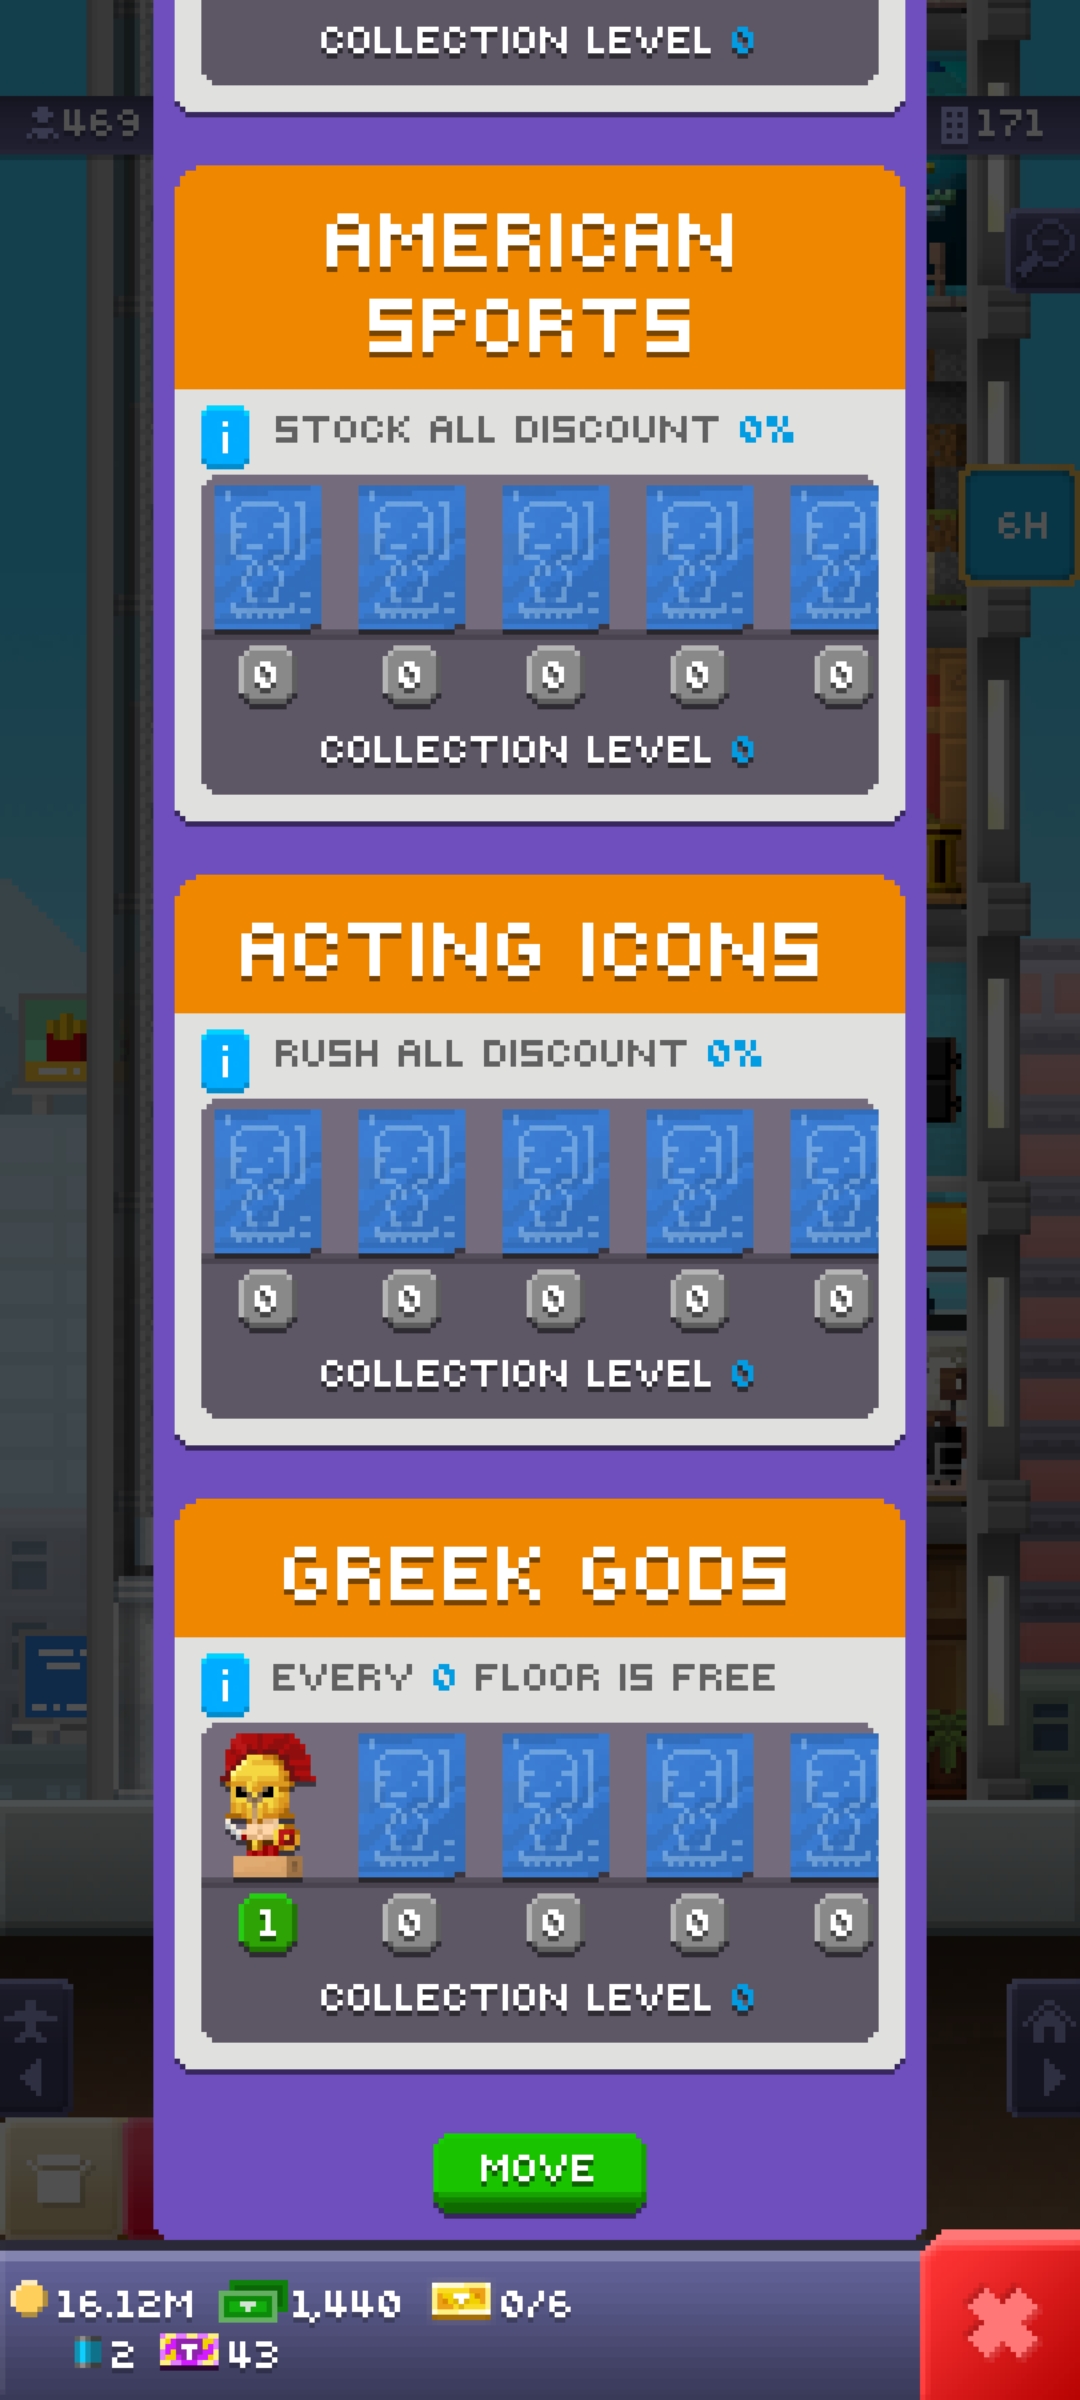 COLLECTION LEVEL 0
469
171
AMERICAN
SPORTS
i STOCK ALL DISCOUNT 0%
6H
0 0 0 0 0
COLLECTION LEVEL 0
ACTING ICONS
i RUSH ALL DISCOUNT 0%
0 0 0 0 0
COLLECTION LEVEL 0
GREEK GODS
i EVERY 0 FLOOR IS FREE
1 0 0 0 0
COLLECTION LEVEL 0
MOVE
16.12M 1,440 0/6
2 T 43